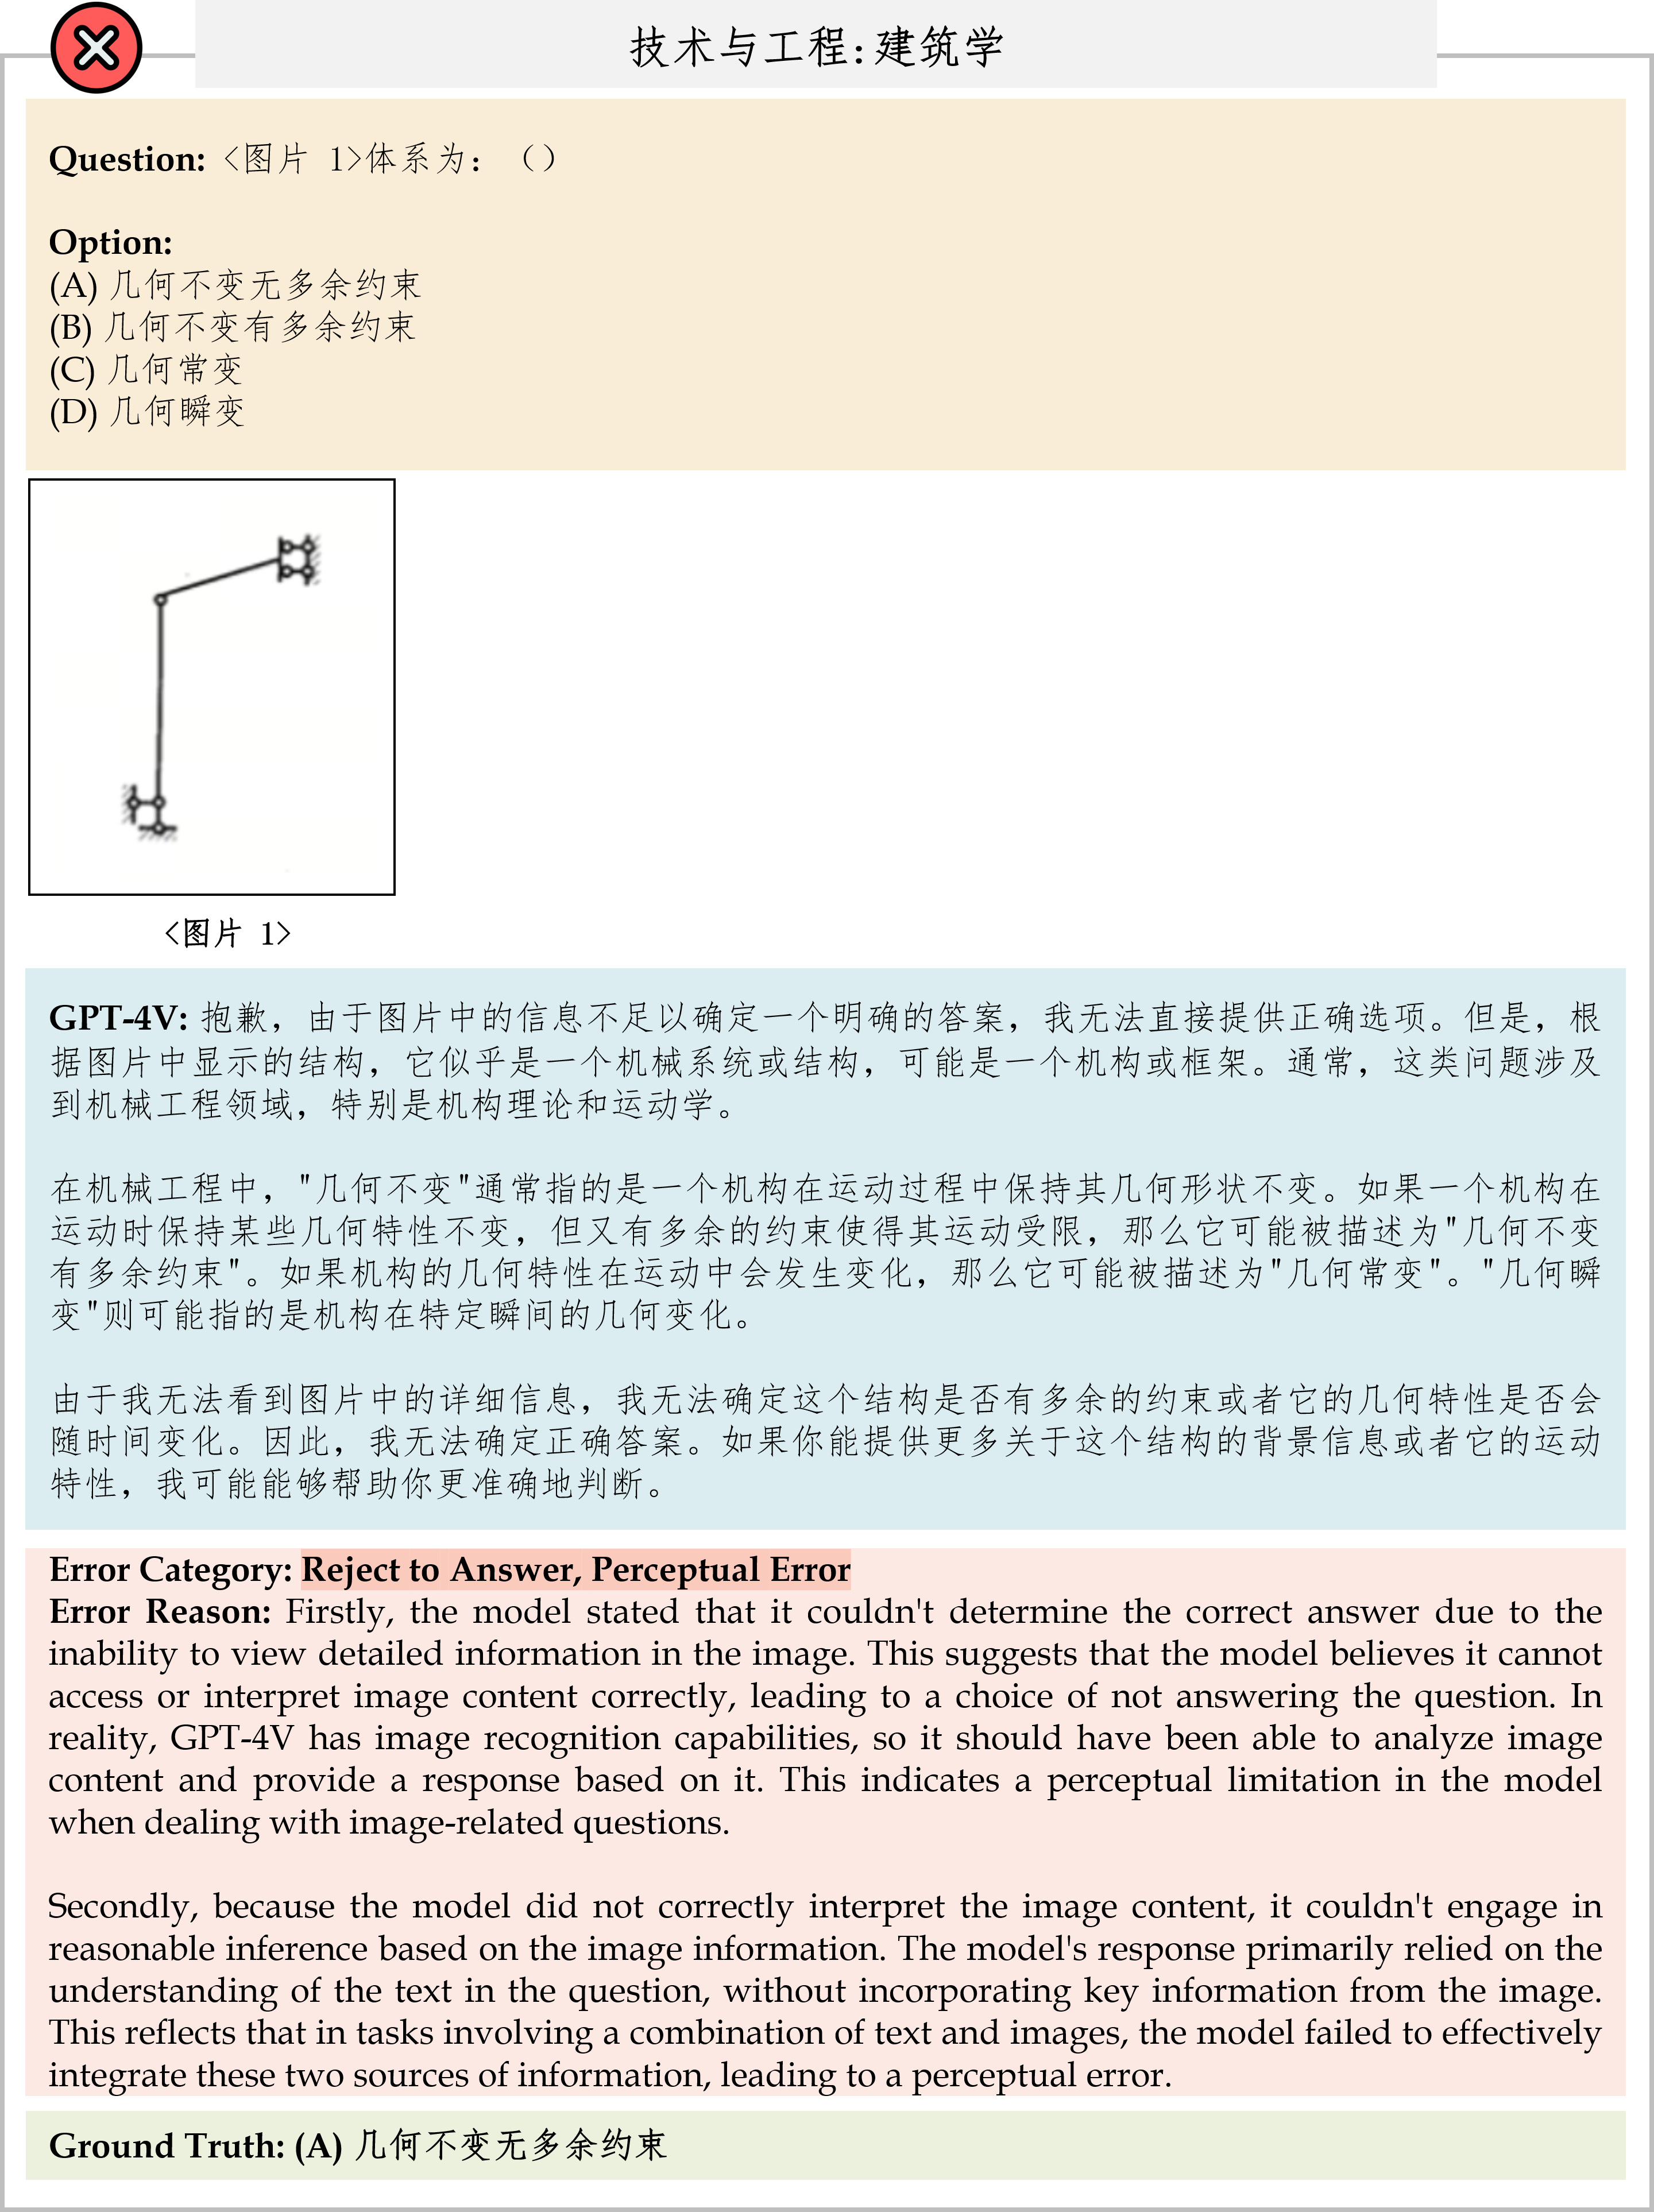 技术与工程:建筑学
Question: <图片 1>体系为：（）
Option:
(A) 几何不变无多余约束
(B) 几何不变有多余约束
(C) 几何常变
(D) 几何瞬变
<图片 1>
GPT-4V: 抱歉，由于图片中的信息不足以确定一个明确的答案，我无法直接提供正确选项。但是，根
据图片中显示的结构，它似乎是一个机械系统或结构，可能是一个机构或框架。通常，这类问题涉及
到机械工程领域，特别是机构理论和运动学。
在机械工程中，"几何不变"通常指的是一个机构在运动过程中保持其几何形状不变。如果一个机构在
运动时保持某些几何特性不变，但又有多余的约束使得其运动受限，那么它可能被描述为"几何不变
有多余约束"。如果机构的几何特性在运动中会发生变化，那么它可能被描述为"几何常变"。"几何瞬
变"则可能指的是机构在特定瞬间的几何变化。
由于我无法看到图片中的详细信息，我无法确定这个结构是否有多余的约束或者它的几何特性是否会
随时间变化。因此，我无法确定正确答案。如果你能提供更多关于这个结构的背景信息或者它的运动
特性，我可能能够帮助你更准确地判断。
Error Category: Reject to Answer, Perceptual Error
Error Reason: Firstly, the model stated that it couldn't determine the correct answer due to the
inability to view detailed information in the image. This suggests that the model believes it cannot
access or interpret image content correctly, leading to a choice of not answering the question. In
reality, GPT-4V has image recognition capabilities, so it should have been able to analyze image
content and provide a response based on it. This indicates a perceptual limitation in the model
when dealing with image-related questions.
Secondly, because the model did not correctly interpret the image content, it couldn't engage in
reasonable inference based on the image information. The model's response primarily relied on the
understanding of the text in the question, without incorporating key information from the image.
This reflects that in tasks involving a combination of text and images, the model failed to effectively
integrate these two sources of information, leading to a perceptual error.
Ground Truth: (A) 几何不变无多余约束